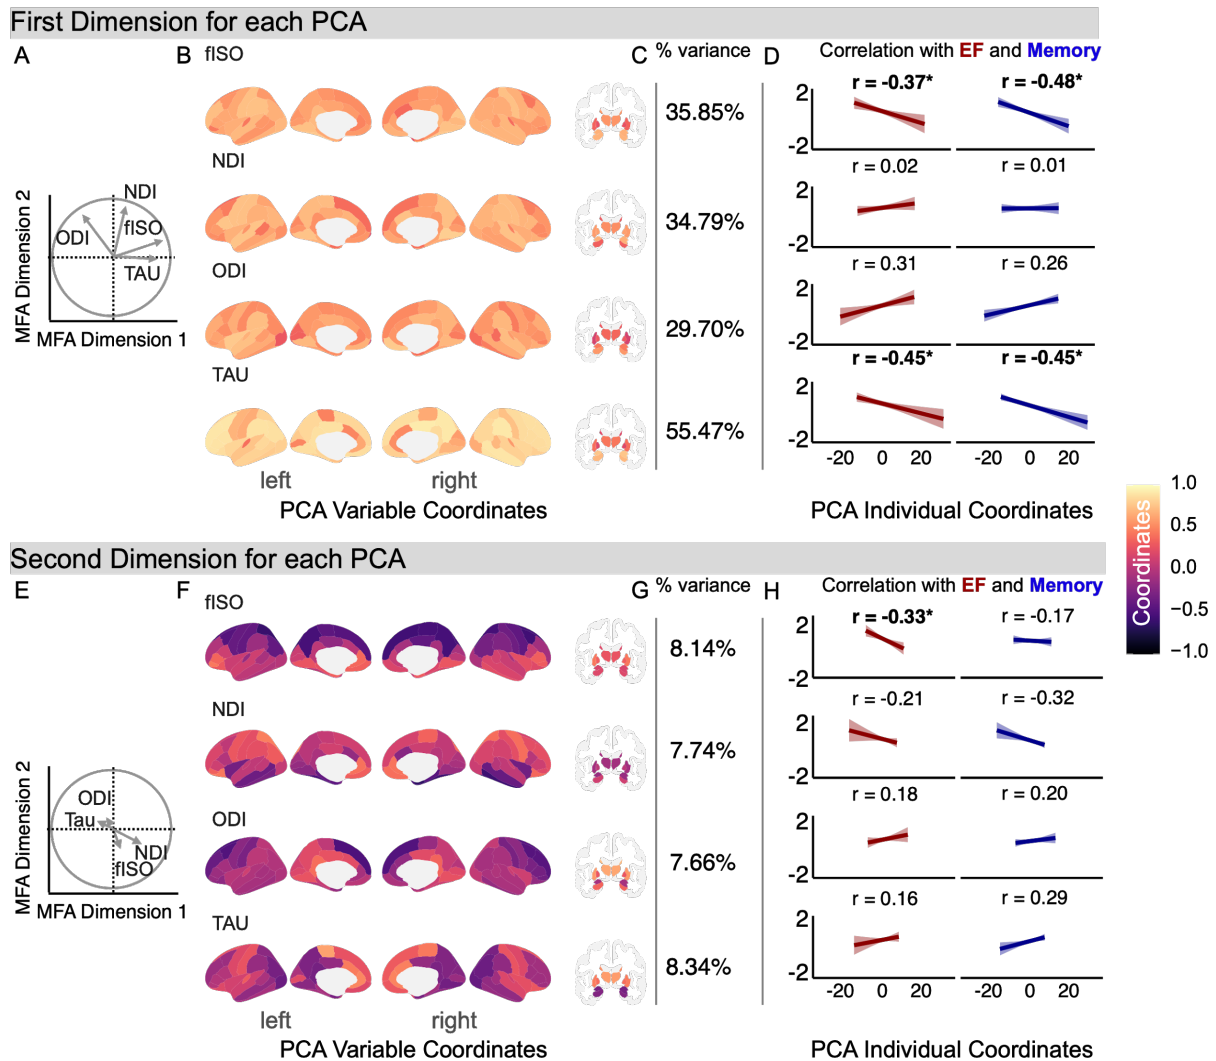 First Dimension for each PCA
A
B
fISO
C
% variance
D
Correlation with EF and Memory
r = -0.37*
r = -0.48*
2
-2
35.85%
NDI
r = 0.02
r = 0.01
2
-2
34.79%
MFA Dimension 2
NDI
ODI
fISO
TAU
MFA Dimension 1
ODI
r = 0.31
r = 0.26
2
-2
29.70%
TAU
r = -0.45*
r = -0.45*
2
-2
55.47%
-20 0 20
-20 0 20
left
right
PCA Variable Coordinates
PCA Individual Coordinates
Coordinates
1.0
0.5
0.0
−0.5
−1.0
Second Dimension for each PCA
E
F
fISO
G
% variance
H
Correlation with EF and Memory
r = -0.33*
r = -0.17
2
-2
8.14%
NDI
r = -0.21
r = -0.32
2
-2
7.74%
MFA Dimension 2
ODI
Tau
NDI
fISO
MFA Dimension 1
ODI
r = 0.18
r = 0.20
2
-2
7.66%
TAU
r = 0.16
r = 0.29
2
-2
8.34%
-20 0 20
-20 0 20
left
right
PCA Variable Coordinates
PCA Individual Coordinates